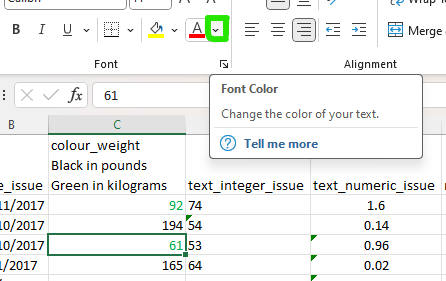 Font
Alignment
Merge
fx
61
Font Color
Change the color of your text.
Tell me more
B
C
colour_weight
Black in pounds
Green in kilograms
e_issue
text_integer_issue
text_numeric_issue
11/2017 92 74 1.6
10/2017 194 54 0.14
10/2017 61 53 0.96
1/2017 165 64 0.02